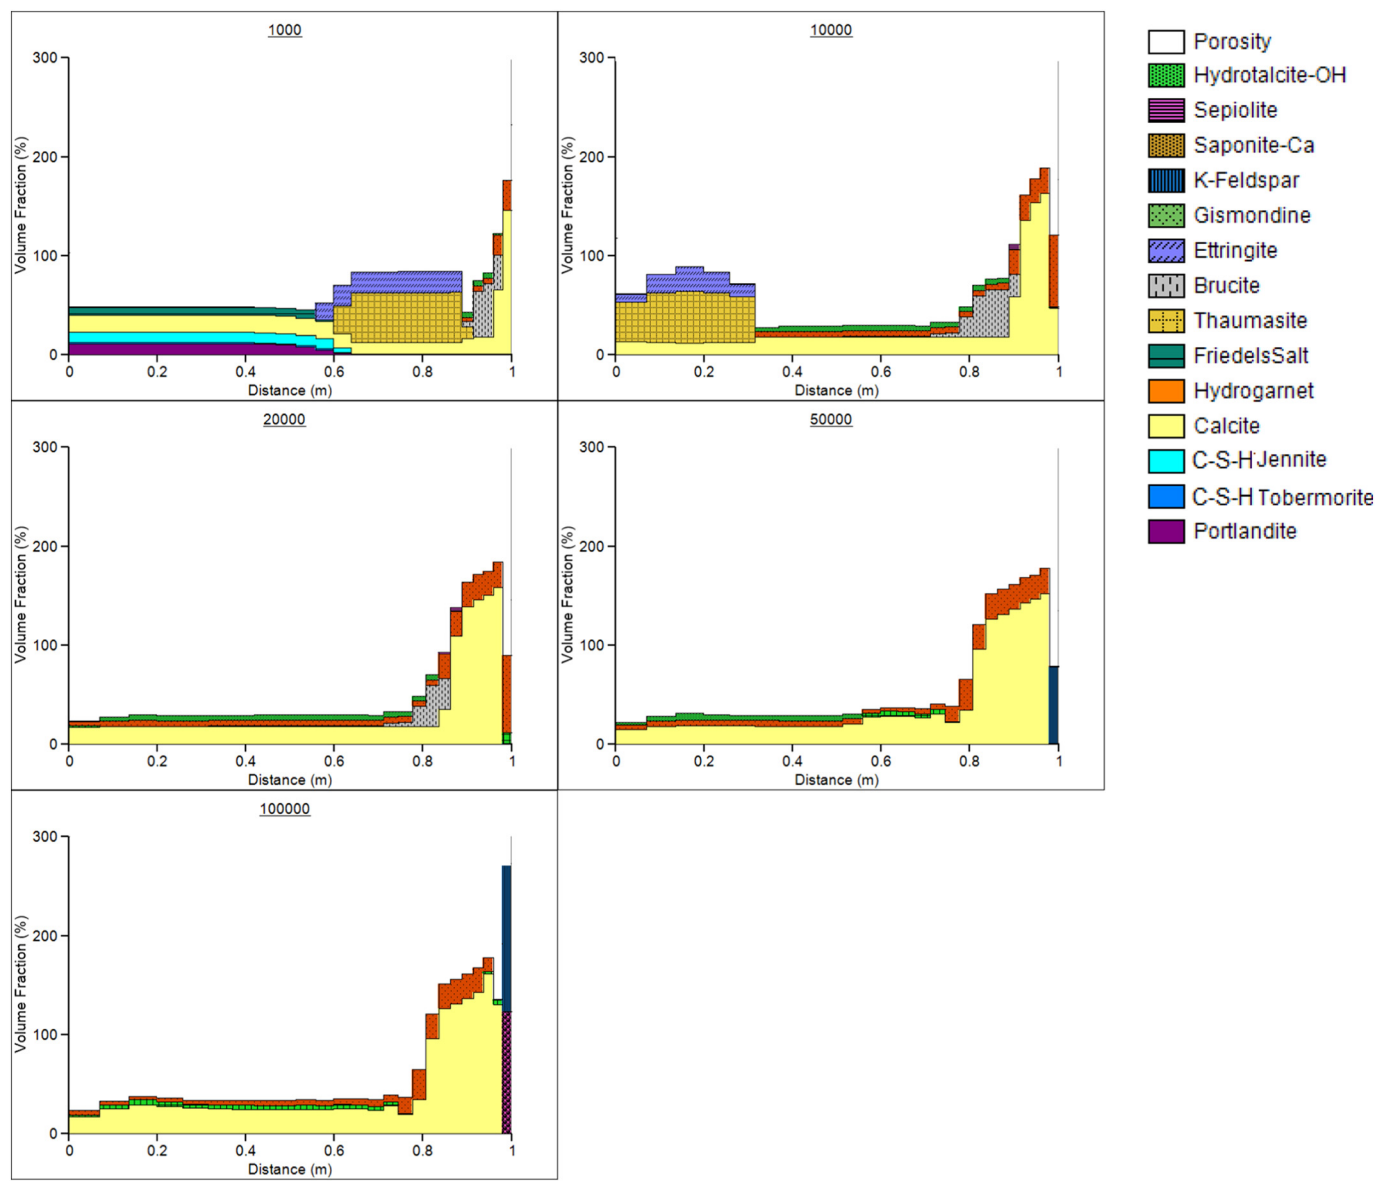 1000
300
200
100
0
Volume Fraction (%)
0 0.2 0.4 0.6 0.8 1
Distance (m)
10000
300
200
100
0
Volume Fraction (%)
0 0.2 0.4 0.6 0.8 1
Distance (m)
20000
300
200
100
0
Volume Fraction (%)
0 0.2 0.4 0.6 0.8 1
Distance (m)
50000
300
200
100
0
Volume Fraction (%)
0 0.2 0.4 0.6 0.8 1
Distance (m)
100000
300
200
100
0
Volume Fraction (%)
0 0.2 0.4 0.6 0.8 1
Distance (m)
Porosity
Hydrotalcite-OH
Sepiolite
Saponite-Ca
K-Feldspar
Gismondine
Ettringite
Brucite
Thaumasite
FriedelsSalt
Hydrogarnet
Calcite
C-S-H Jennite
C-S-H Tobermorite
Portlandite